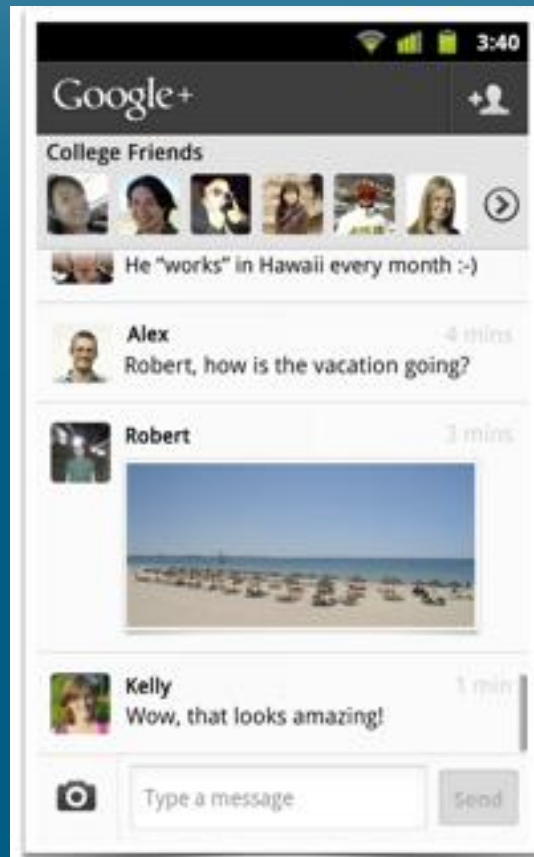 3:40
Google+
College Friends
He "works" in Hawaii every month :-)
Alex 4 mins
Robert, how is the vacation going?
Robert 3 mins
Kelly 1 min
Wow, that looks amazing!
Type a message Send